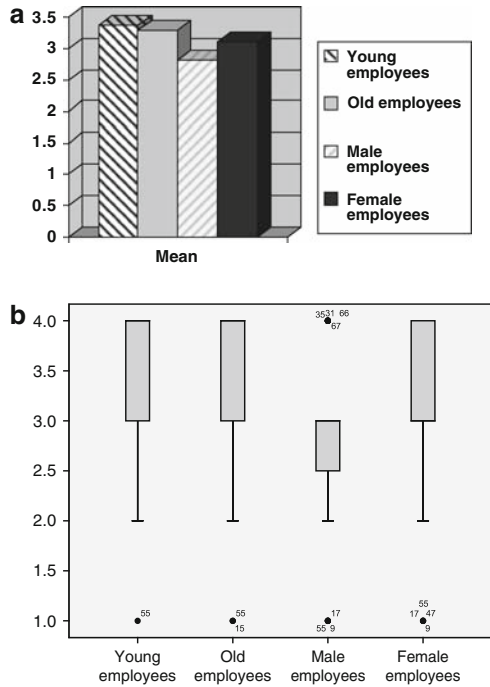 a
3.5
3
2.5
2
1.5
1
0.5
0
Mean
Young
employees
Old employees
Male
employees
Female
employees
b
4.0
3.5
3.0
2.5
2.0
1.5
1.0
35 31 66
67
55
55
15
17
55 9
55
17 47
9
Young
employees
Old
employees
Male
employees
Female
employees